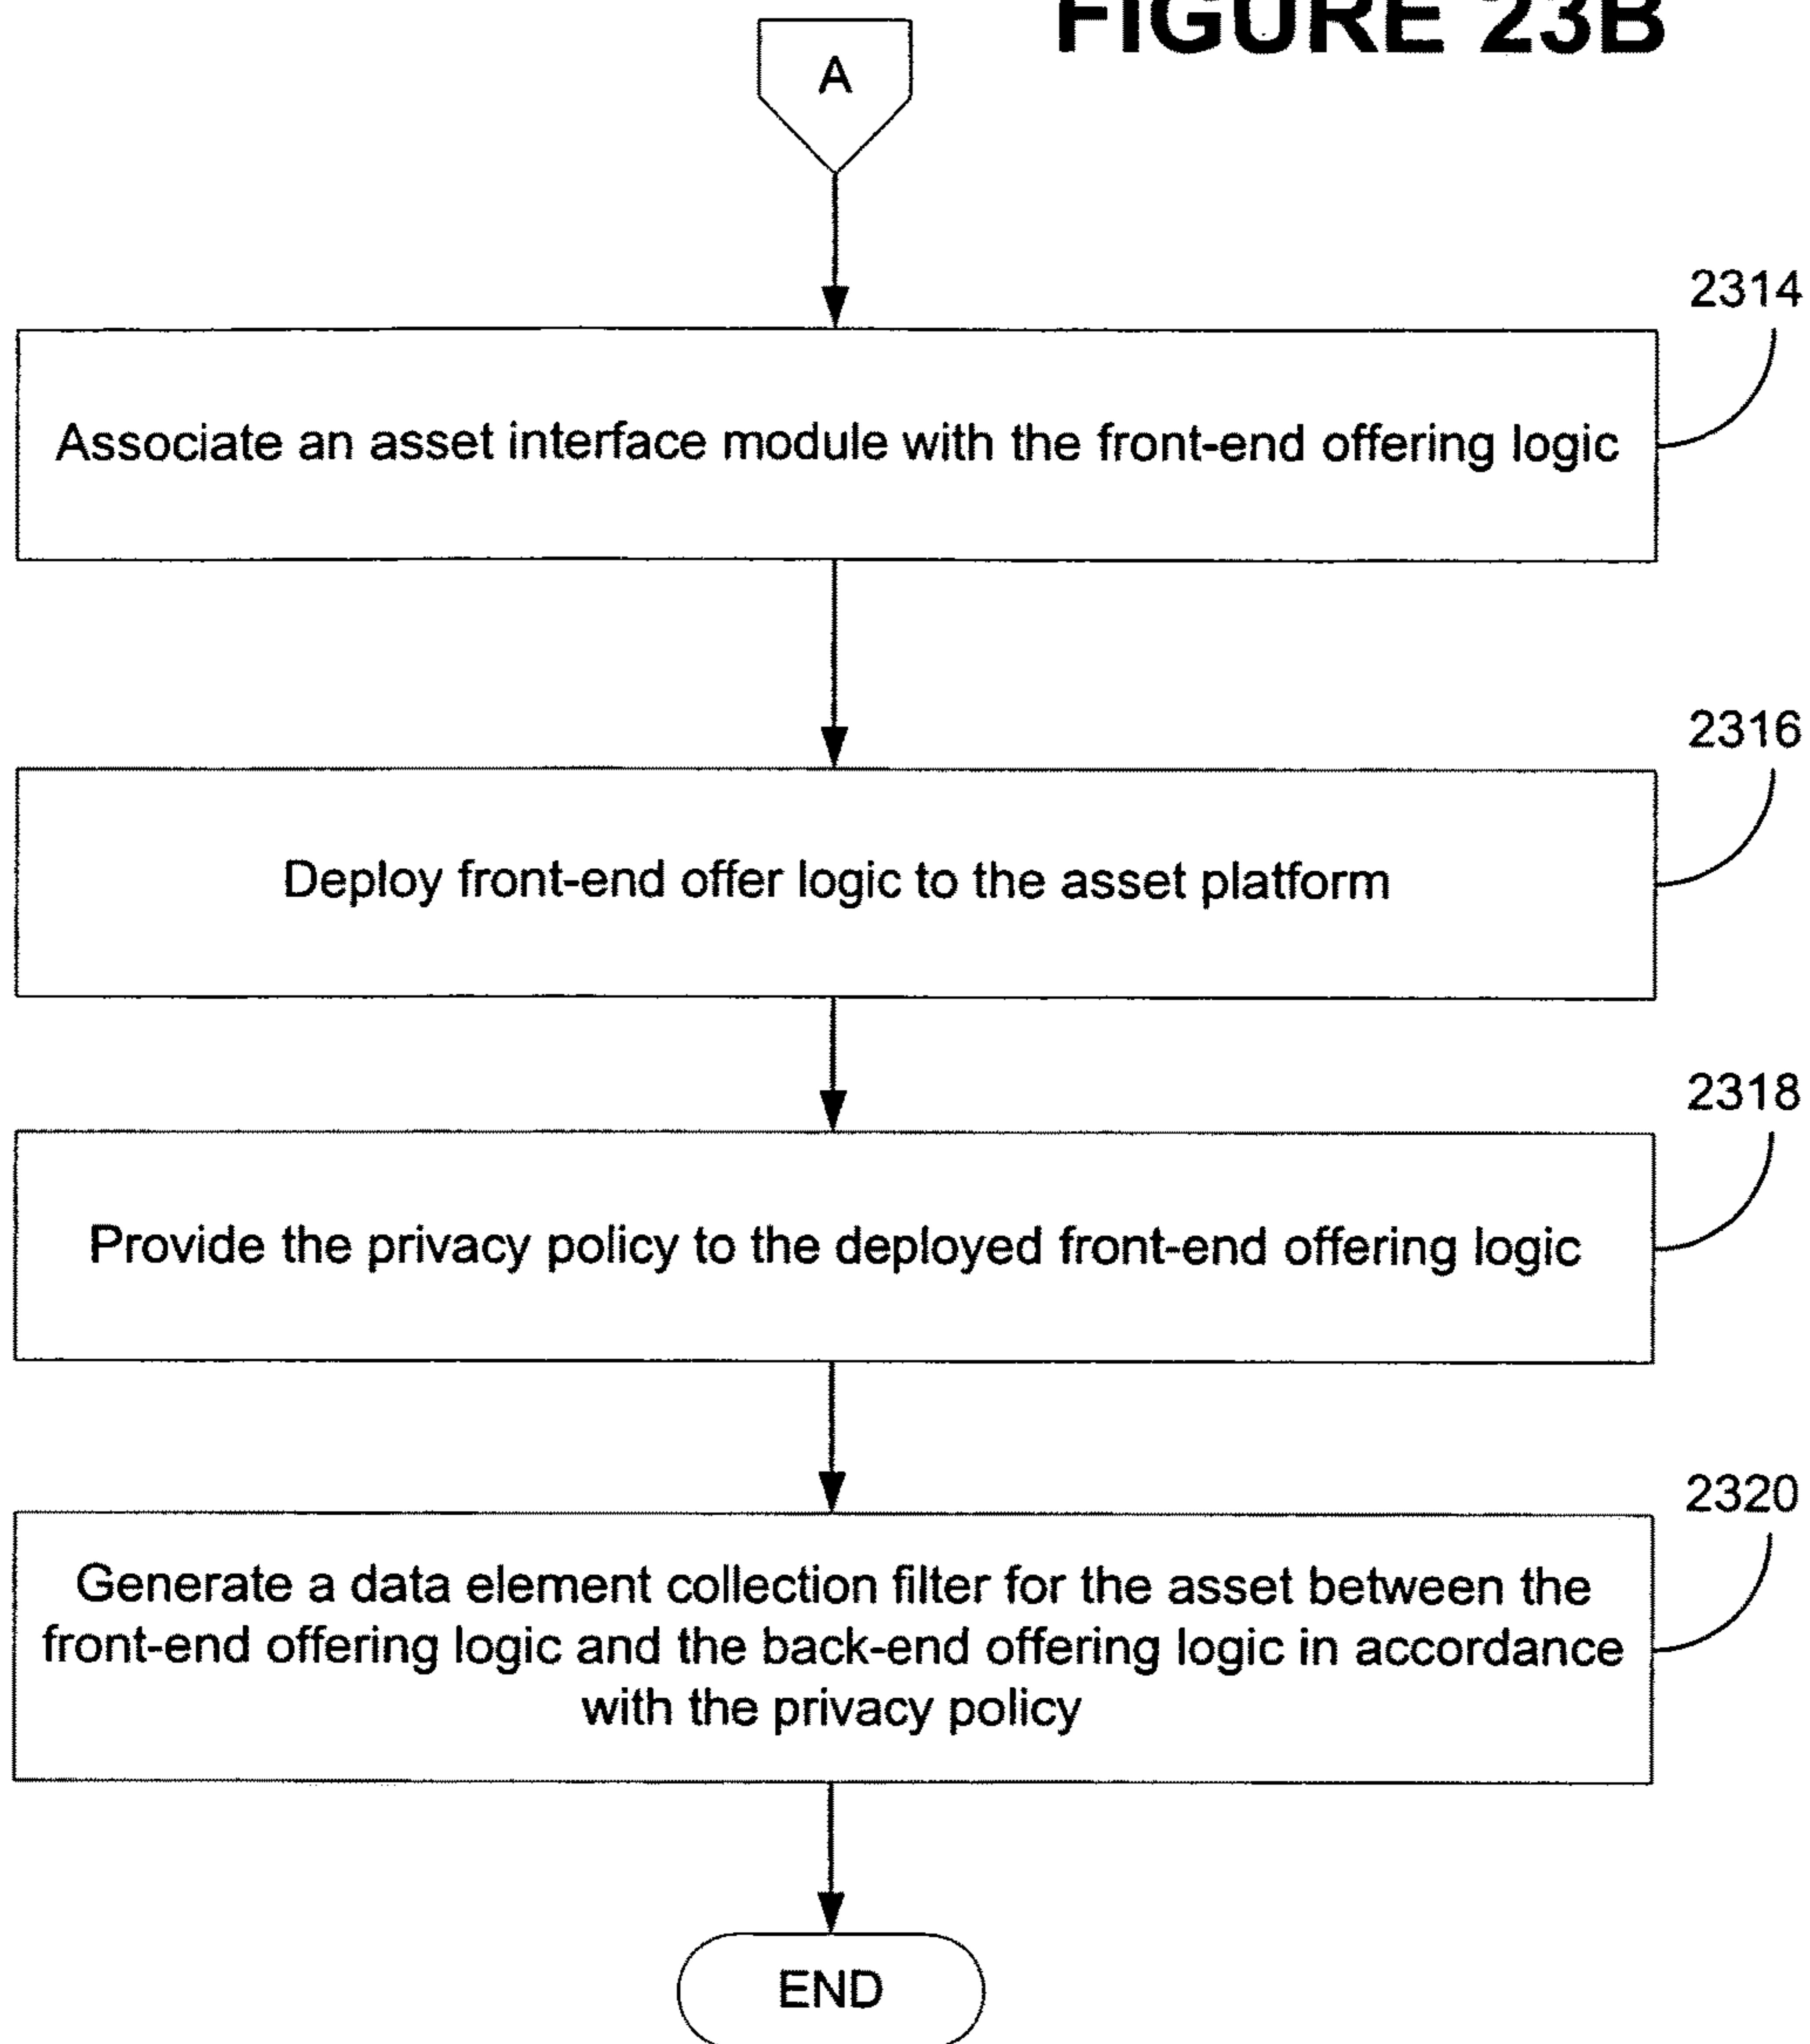 FIGURE 23B
A
2314
Associate an asset interface module with the front-end offering logic
2316
Deploy front-end offer logic to the asset platform
2318
Provide the privacy policy to the deployed front-end offering logic
2320
Generate a data element collection filter for the asset between the
front-end offering logic and the back-end offering logic in accordance
with the privacy policy
END